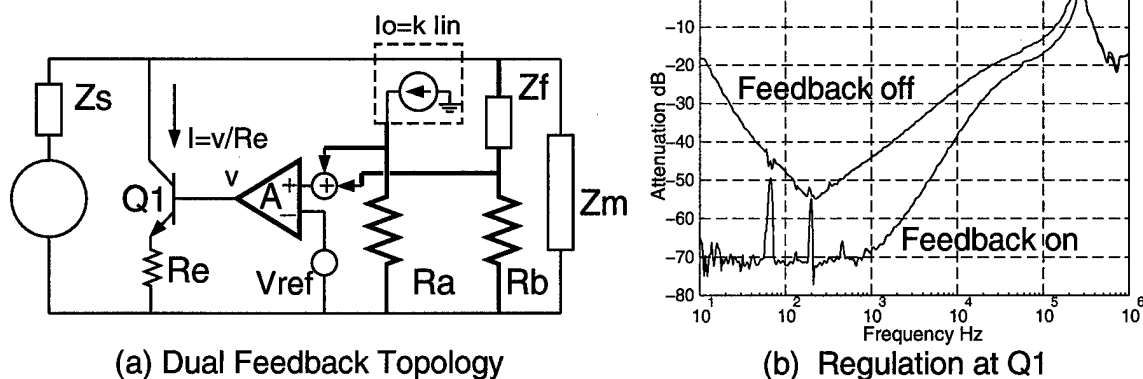 Io=k Iin
Zs
I=v/Re
Zf
v
A
+
−
+
Q1
Zm
Re
Vref
Ra
Rb
(a) Dual Feedback Topology
Attenuation dB
−10
−20
−30
−40
−50
−60
−70
−80
Feedback off
Feedback on
10^1 10^2 10^3 10^4 10^5 10^6
Frequency Hz
(b) Regulation at Q1